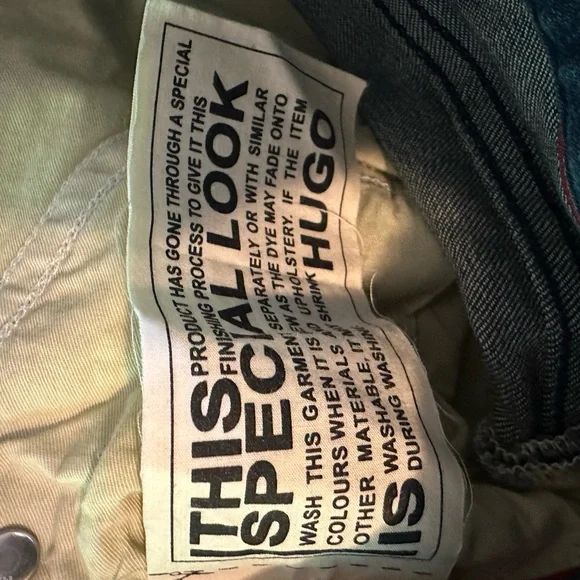 THIS PRODUCT HAS GONE THROUGH A SPECIAL
FINISHING PROCESS TO GIVE IT THIS
SPECIAL LOOK
WASH THIS GARMENT SEPARATELY OR WITH SIMILAR
COLOURS WHEN IT IS NEW AS THE DYE MAY FADE ONTO
OTHER MATERIALS AND UPHOLSTERY. IF THE ITEM
IS WASHABLE, IT MAY SHRINK HUGO
DURING WASHING